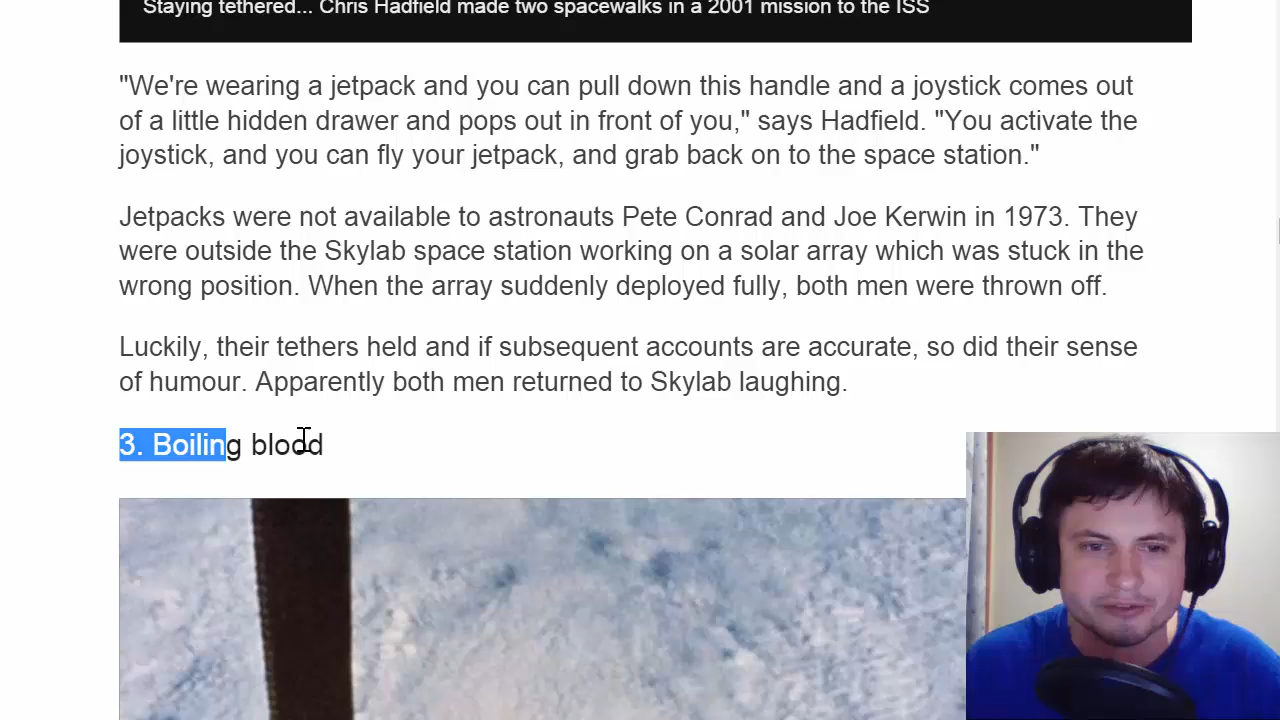 Staying tethered... Chris Hadfield made two spacewalks in a 2001 mission to the ISS
"We're wearing a jetpack and you can pull down this handle and a joystick comes out
of a little hidden drawer and pops out in front of you," says Hadfield. "You activate the
joystick, and you can fly your jetpack, and grab back on to the space station."
Jetpacks were not available to astronauts Pete Conrad and Joe Kerwin in 1973. They
were outside the Skylab space station working on a solar array which was stuck in the
wrong position. When the array suddenly deployed fully, both men were thrown off.
Luckily, their tethers held and if subsequent accounts are accurate, so did their sense
of humour. Apparently both men returned to Skylab laughing.
3. Boiling blood